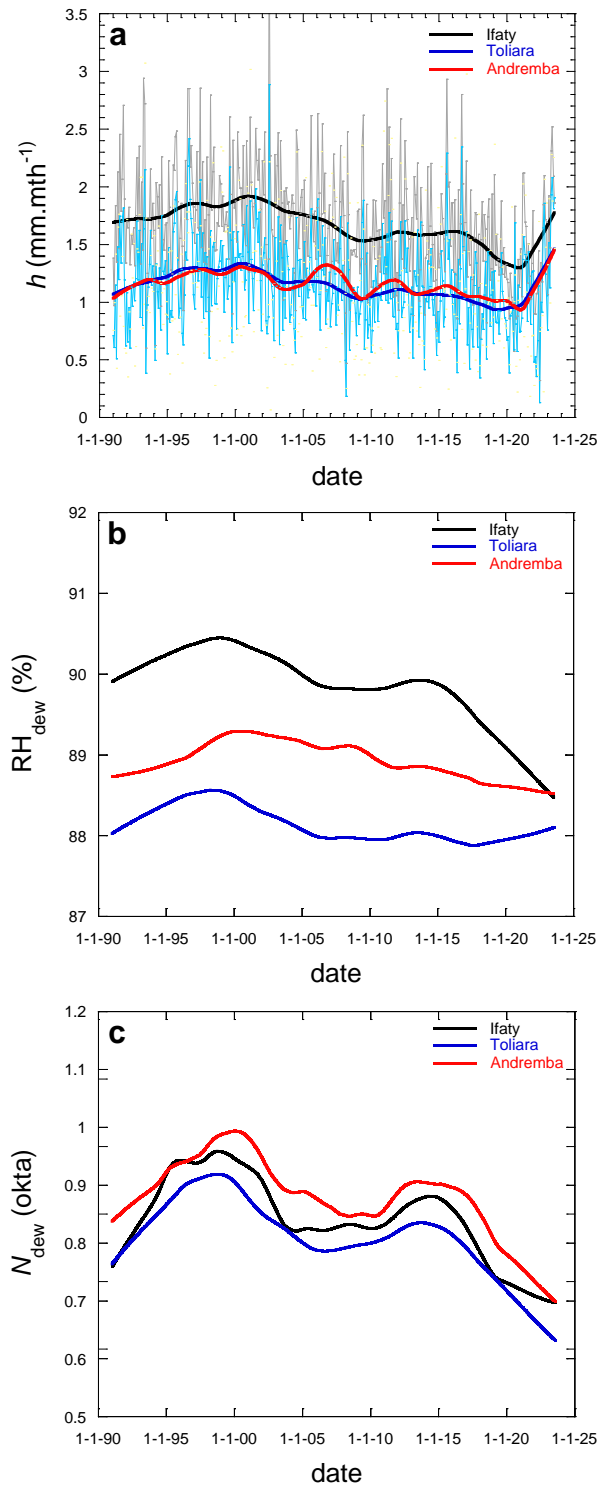 a
Ifaty
Toliara
Andremba
3.5
3
2.5
2
1.5
1
0.5
0
h (mm.mth⁻¹)
1-1-90 1-1-95 1-1-00 1-1-05 1-1-10 1-1-15 1-1-20 1-1-25
date
b
Ifaty
Toliara
Andremba
92
91
90
89
88
87
RH_dew (%)
1-1-90 1-1-95 1-1-00 1-1-05 1-1-10 1-1-15 1-1-20 1-1-25
date
c
Ifaty
Toliara
Andremba
1.2
1.1
1
0.9
0.8
0.7
0.6
0.5
N_dew (okta)
1-1-90 1-1-95 1-1-00 1-1-05 1-1-10 1-1-15 1-1-20 1-1-25
date